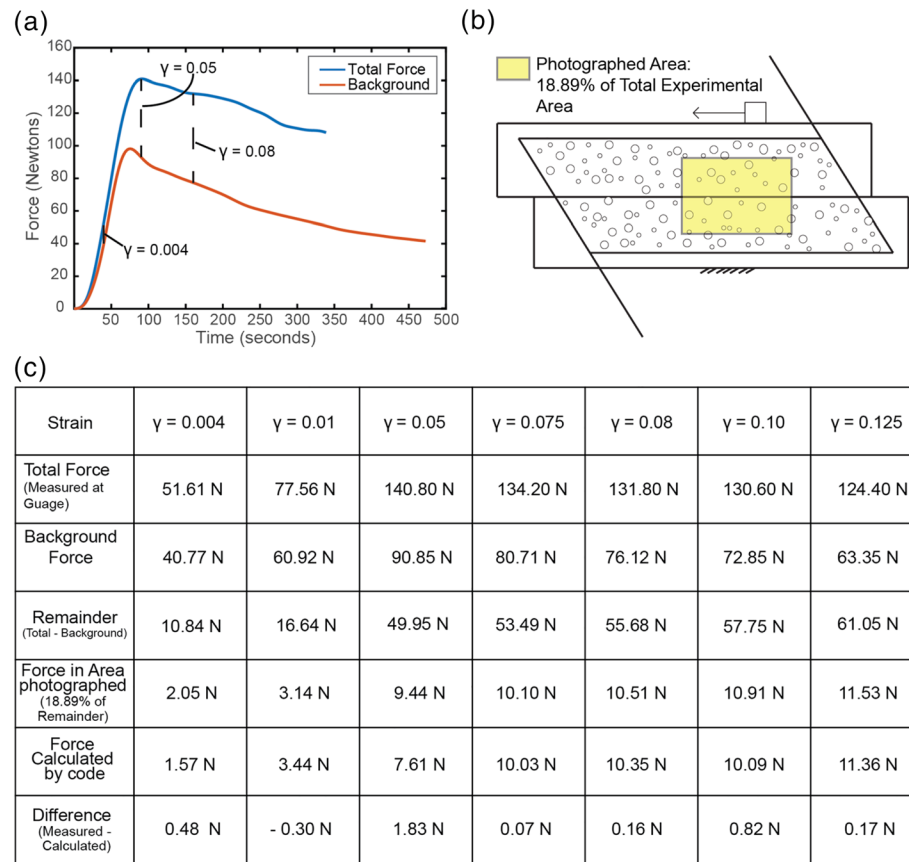 (a)
160
140
120
100
80
60
40
20
0
Force (Newtons)
50 100 150 200 250 300 350 400 450 500
Time (seconds)
Total Force
Background
γ = 0.05
γ = 0.08
γ = 0.004
(b)
Photographed Area:
18.89% of Total Experimental
Area
(c)
Strain γ = 0.004 γ = 0.01 γ = 0.05 γ = 0.075 γ = 0.08 γ = 0.10 γ = 0.125
Total Force
(Measured at
Guage)
51.61 N 77.56 N 140.80 N 134.20 N 131.80 N 130.60 N 124.40 N
Background
Force
40.77 N 60.92 N 90.85 N 80.71 N 76.12 N 72.85 N 63.35 N
Remainder
(Total - Background)
10.84 N 16.64 N 49.95 N 53.49 N 55.68 N 57.75 N 61.05 N
Force in Area
photographed
(18.89% of
Remainder)
2.05 N 3.14 N 9.44 N 10.10 N 10.51 N 10.91 N 11.53 N
Force
Calculated
by code
1.57 N 3.44 N 7.61 N 10.03 N 10.35 N 10.09 N 11.36 N
Difference
(Measured -
Calculated)
0.48 N - 0.30 N 1.83 N 0.07 N 0.16 N 0.82 N 0.17 N